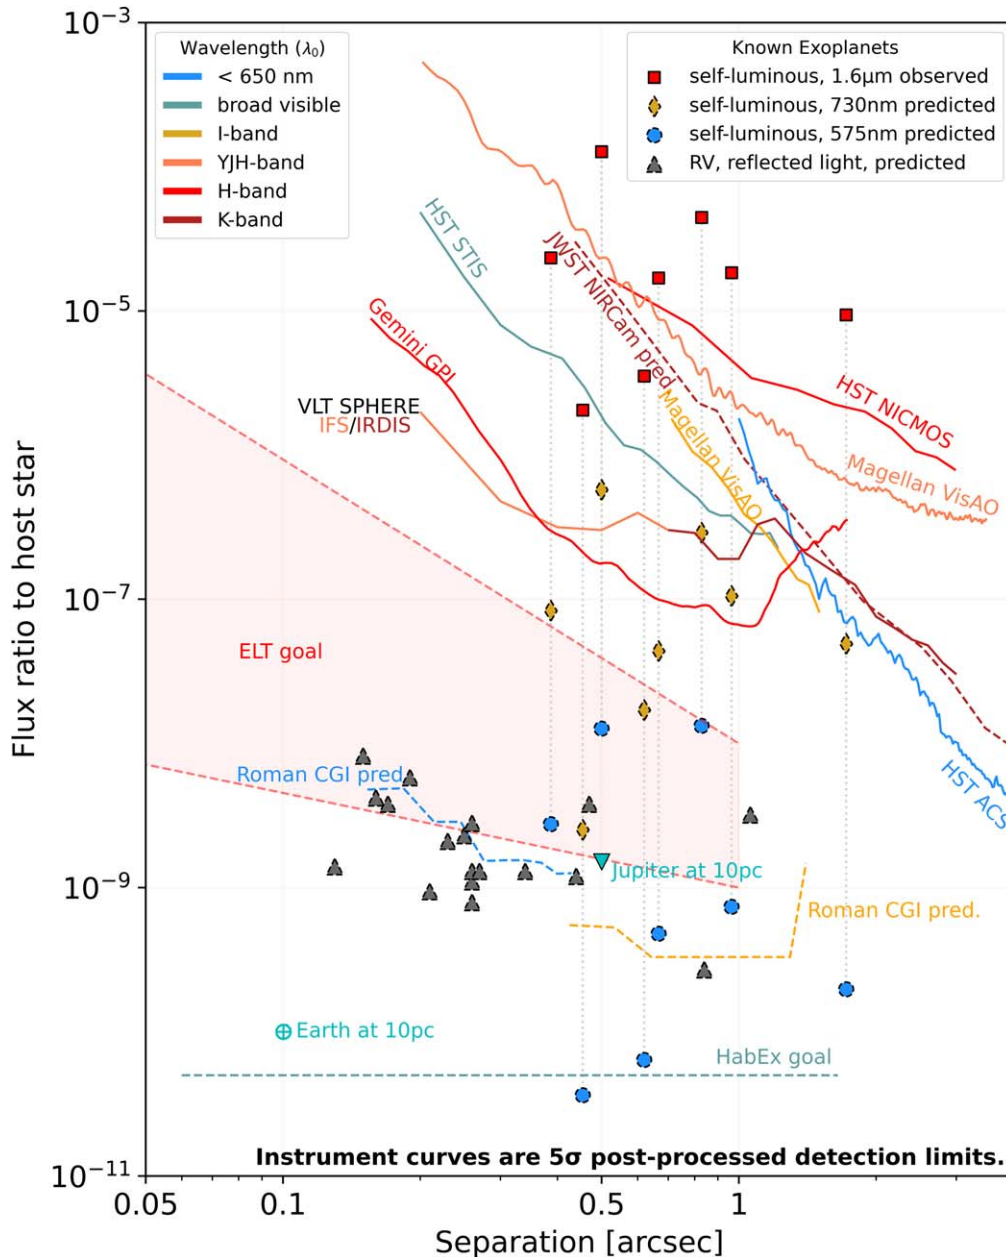 10⁻³
Wavelength (λ₀)
< 650 nm
broad visible
I-band
YJH-band
H-band
K-band
Known Exoplanets
self-luminous, 1.6μm observed
self-luminous, 730nm predicted
self-luminous, 575nm predicted
RV, reflected light, predicted
HST STIS
JWST NIRCam pred.
10⁻⁵
Gemini GPI
HST NICMOS
VLT SPHERE
IFS/IRDIS
Magellan VisAO
Magellan VisAO
10⁻⁷
ELT goal
Roman CGI pred.
HST ACS
Jupiter at 10pc
10⁻⁹
Roman CGI pred.
Earth at 10pc
HabEx goal
Instrument curves are 5σ post-processed detection limits.
10⁻¹¹
0.05
0.1
0.5
1
Separation [arcsec]
Flux ratio to host star